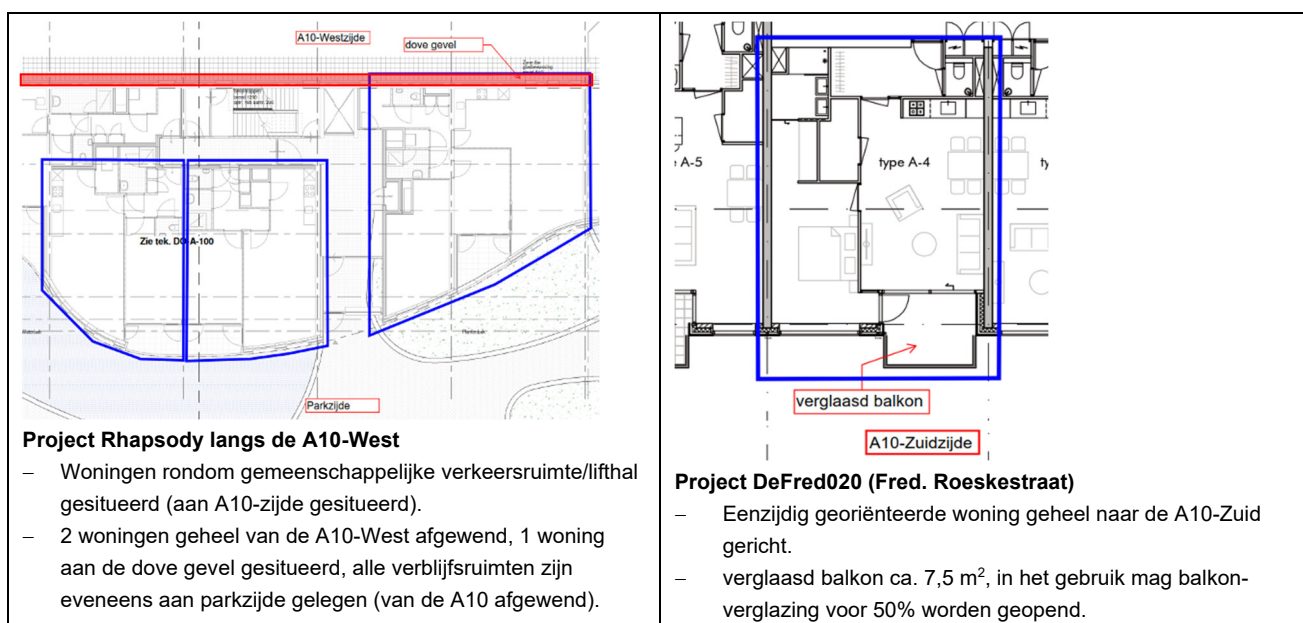 A10-Westzijde
dove gevel
Zie tek. DO-A-100
Parkzijde
Project Rhapsody langs de A10-West
– Woningen rondom gemeenschappelijke verkeersruimte/lifthal
gesitueerd (aan A10-zijde gesitueerd).
– 2 woningen geheel van de A10-West afgewend, 1 woning
aan de dove gevel gesitueerd, alle verblijfsruimten zijn
eveneens aan parkzijde gelegen (van de A10 afgewend).
A-5
type A-4
verglaasd balkon
A10-Zuidzijde
Project DeFred020 (Fred. Roeskestraat)
– Eenzijdig georiënteerde woning geheel naar de A10-Zuid
gericht.
– verglaasd balkon ca. 7,5 m², in het gebruik mag balkon-
verglazing voor 50% worden geopend.